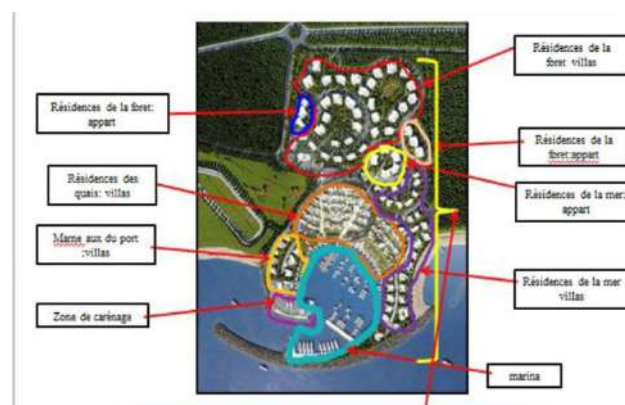 Résidences de la
foret villas
Résidences de la foret:
appart
Résidences de la
foret:appart
Résidences des
quais: villas
Résidences de la mer:
appart
Marne aux du port
:villas
Résidences de la mer
villas
Zone de carénage
marina